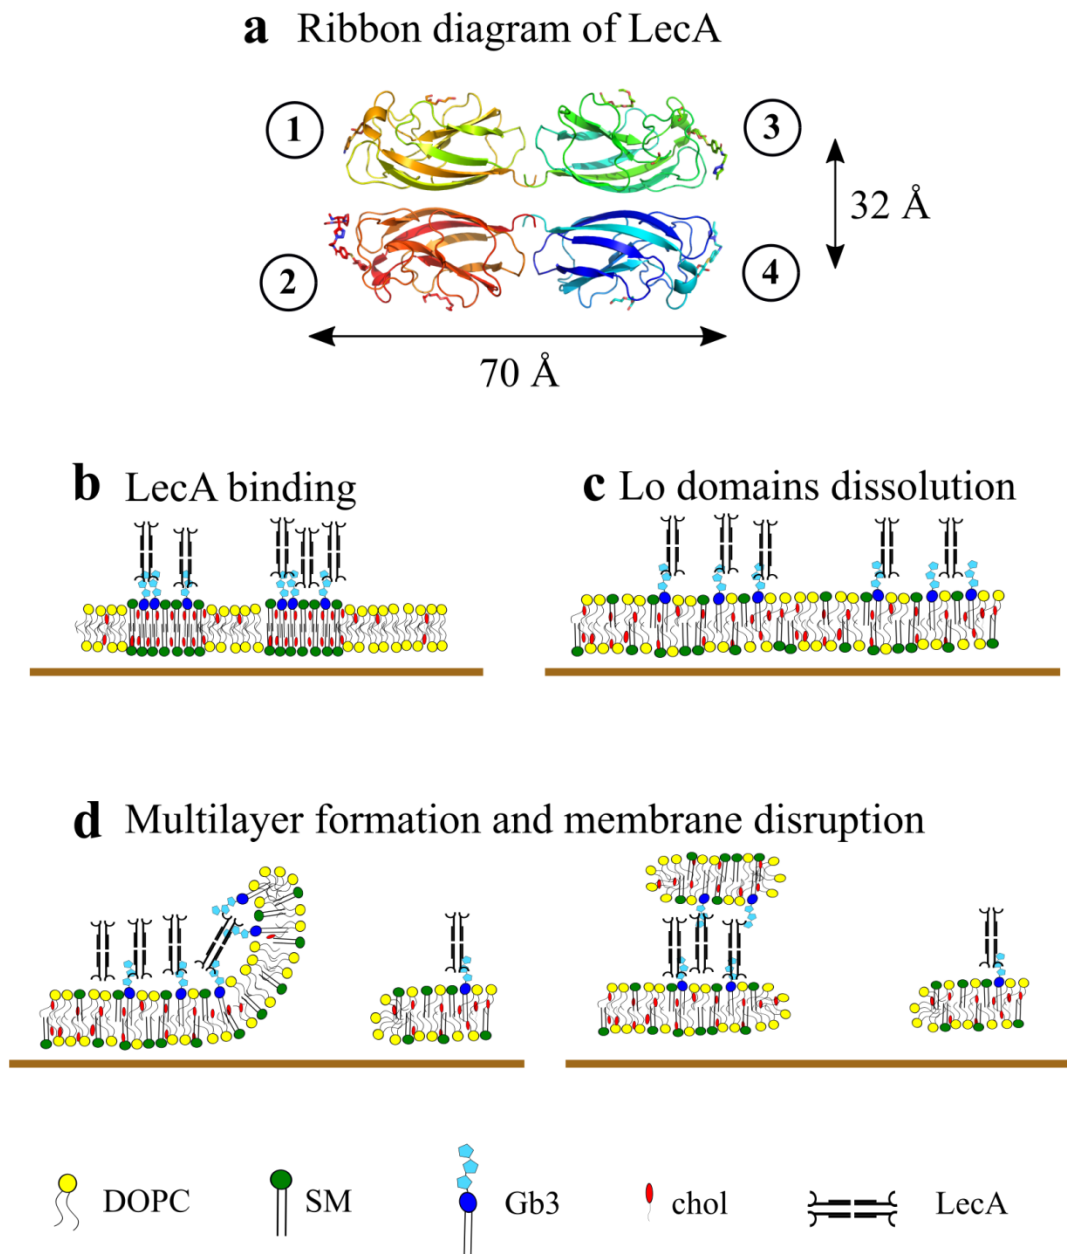 a Ribbon diagram of LecA
1
3
32 Å
2
4
70 Å
b LecA binding
c Lo domains dissolution
d Multilayer formation and membrane disruption
DOPC
SM
Gb3
chol
LecA